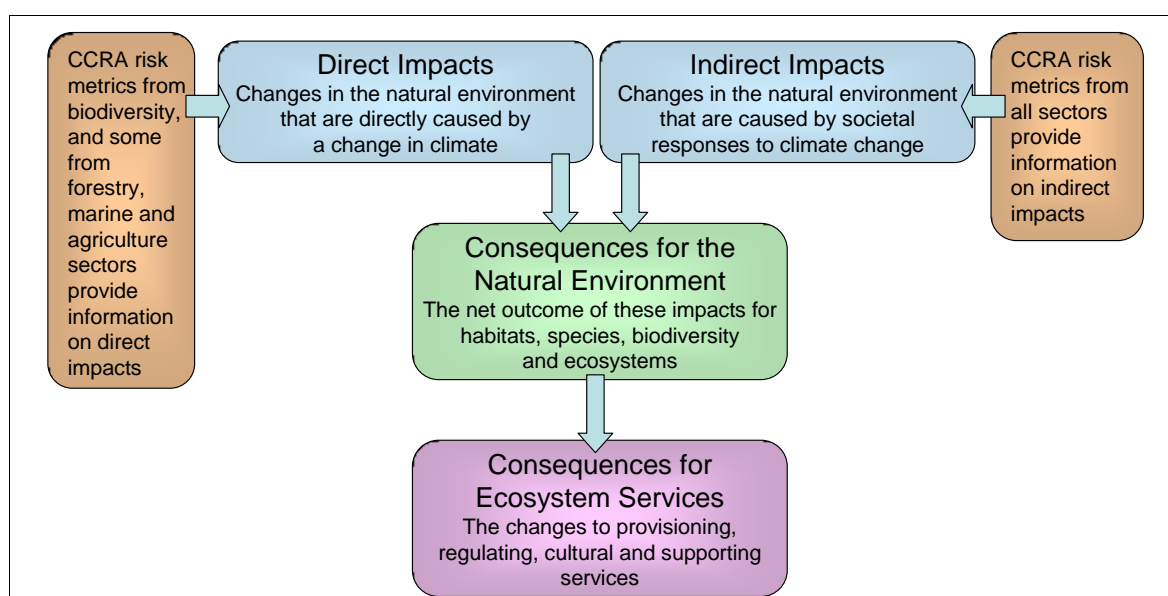 CCRA risk
metrics from
biodiversity,
and some
from
forestry,
marine and
agriculture
sectors
provide
information
on direct
impacts
Direct Impacts
Changes in the natural environment
that are directly caused by
a change in climate
Indirect Impacts
Changes in the natural environment
that are caused by societal
responses to climate change
CCRA risk
metrics from
all sectors
provide
information
on indirect
impacts
Consequences for the
Natural Environment
The net outcome of these impacts for
habitats, species, biodiversity
and ecosystems
Consequences for
Ecosystem Services
The changes to provisioning,
regulating, cultural and supporting
services